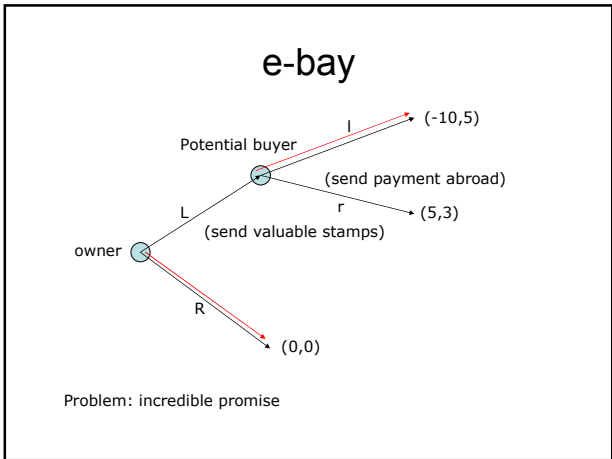 e-bay
l
(-10,5)
Potential buyer
(send payment abroad)
L
r
(5,3)
(send valuable stamps)
owner
R
(0,0)
Problem: incredible promise